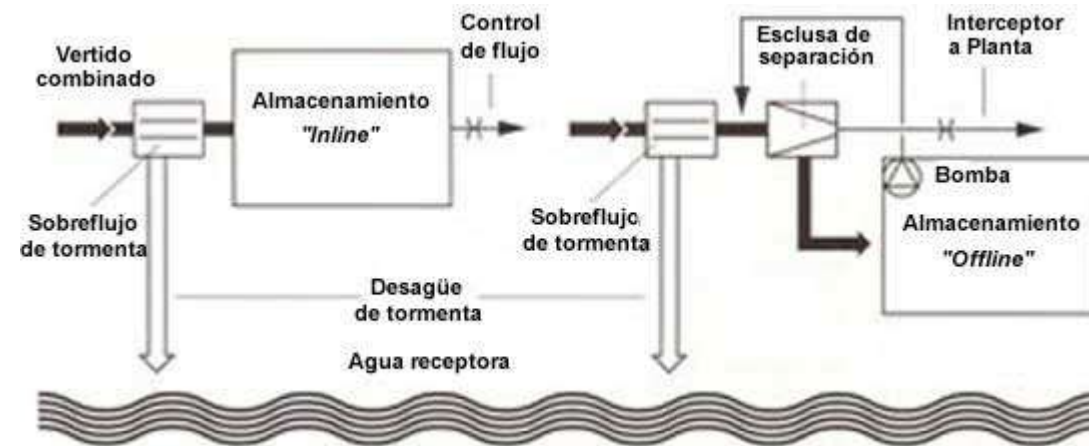 Vertido
combinado
Almacenamiento
"Inline"
Control
de flujo
Sobreflujo
de tormenta
Esclusa de
separación
Interceptor
a Planta
Bomba
Almacenamiento
"Offline"
Sobreflujo
de tormenta
Desagüe
de tormenta
Agua receptora